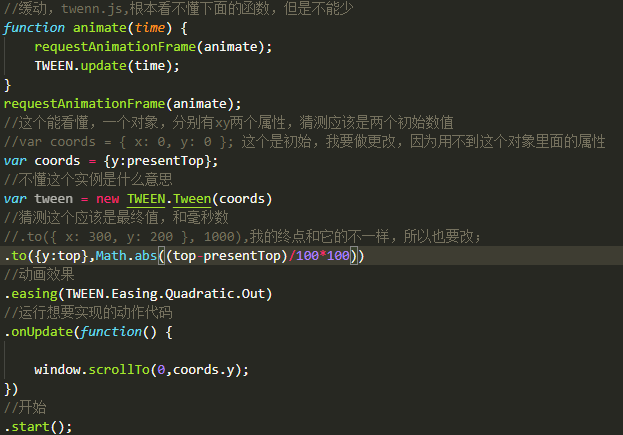 //缓动，twenn.js,根本看不懂下面的函数，但是不能少
function animate(time) {
    requestAnimationFrame(animate);
    TWEEN.update(time);
}
requestAnimationFrame(animate);
//这个能看懂，一个对象，分别有xy两个属性，猜测应该是两个初始数值
//var coords = { x: 0, y: 0 }; 这个是初始，我要做更改，因为用不到这个对象里面的属性
var coords = {y:presentTop};
//不懂这个实例是什么意思
var tween = new TWEEN.Tween(coords)
//猜测这个应该是最终值，和毫秒数
//.to({ x: 300, y: 200 }, 1000),我的终点和它的不一样，所以也要改；
.to({y:top},Math.abs((top-presentTop)/100*100))
//动画效果
.easing(TWEEN.Easing.Quadratic.Out)
//运行想要实现的动作代码
.onUpdate(function() {
    window.scrollTo(0,coords.y);
})
//开始
.start();